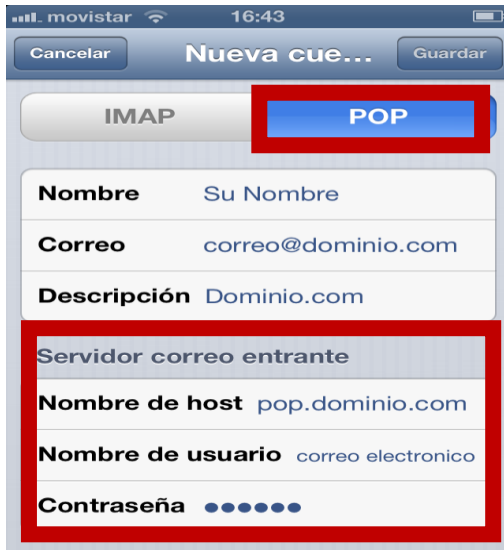 movistar 16:43
Cancelar Nueva cue... Guardar
IMAP POP
Nombre Su Nombre
Correo correo@dominio.com
Descripción Dominio.com
Servidor correo entrante
Nombre de host pop.dominio.com
Nombre de usuario correo electronico
Contraseña ●●●●●●